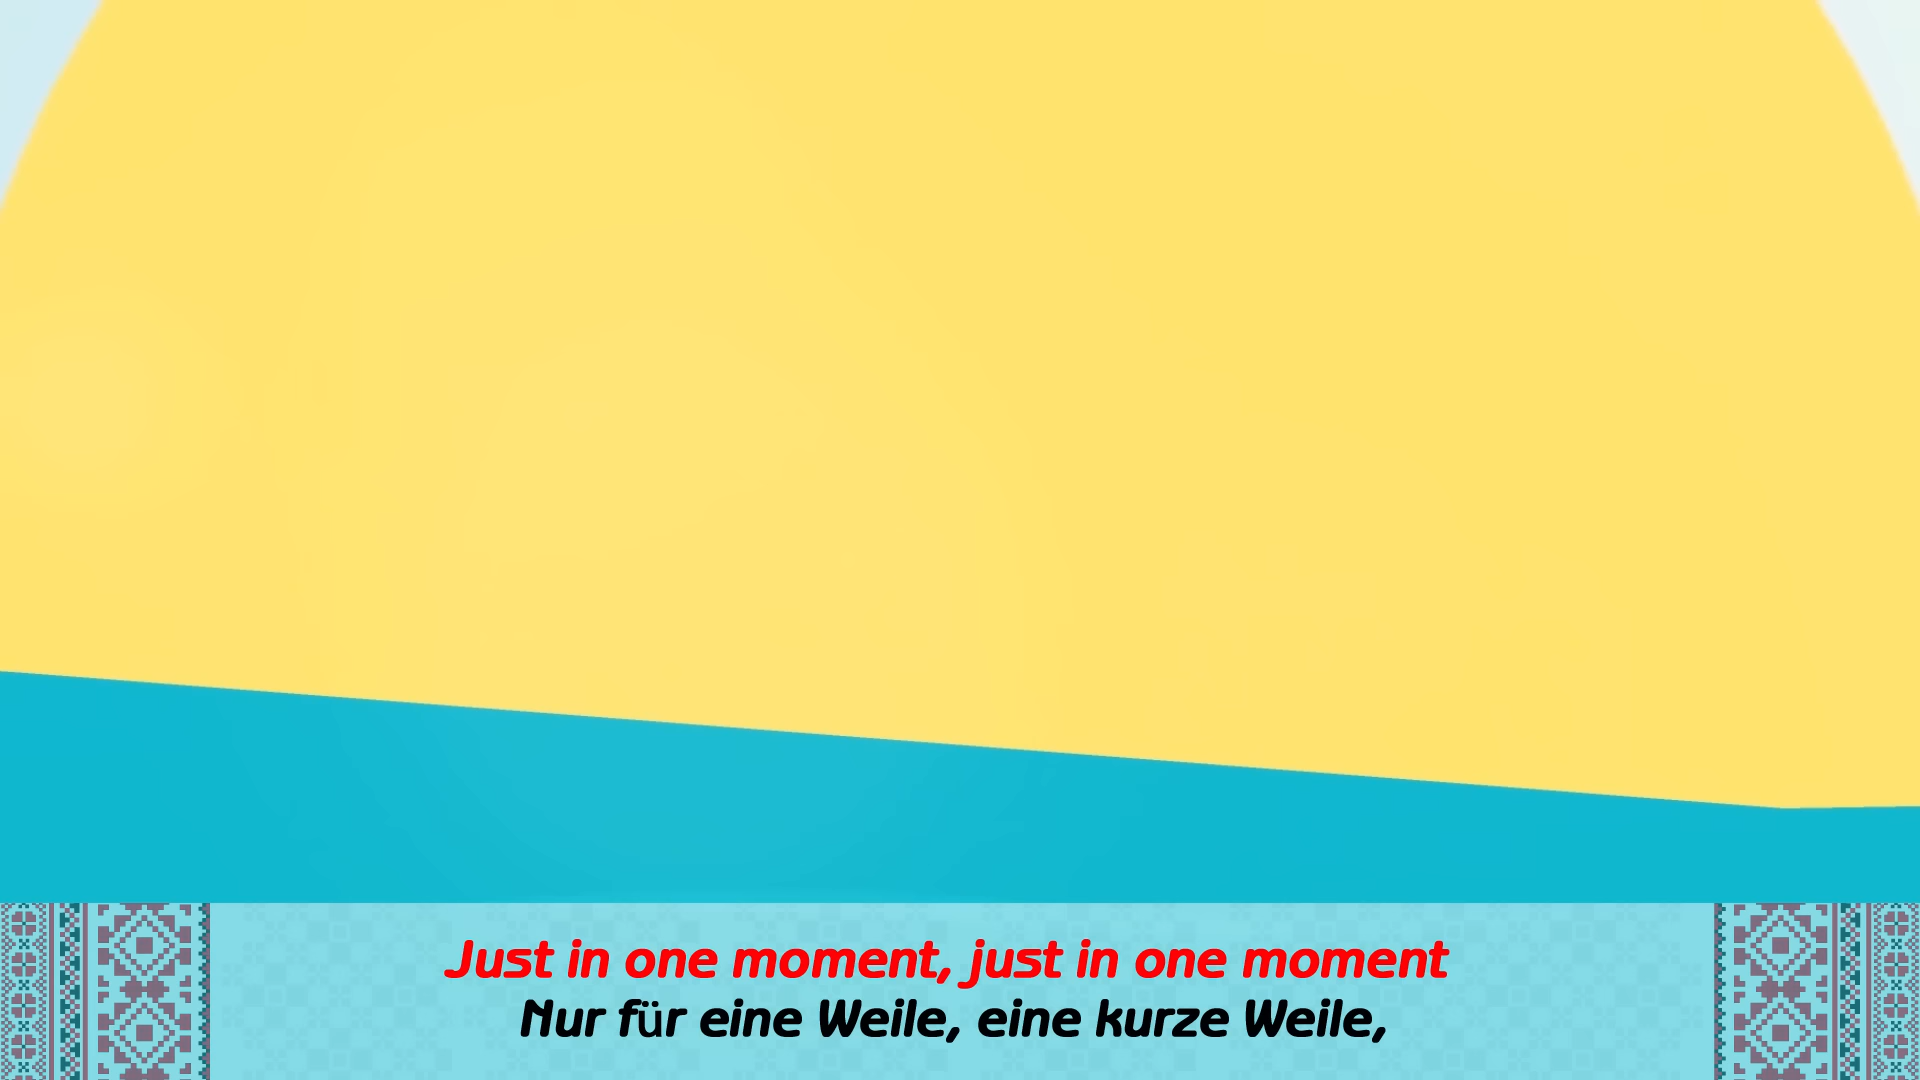 Just in one moment, just in one moment
Nur für eine Weile, eine kurze Weile,